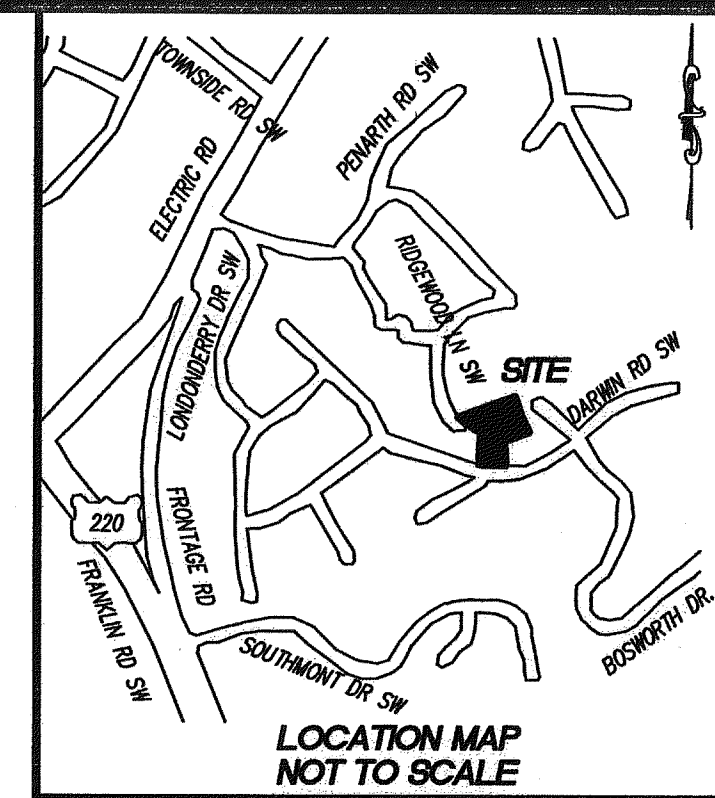 TOWNSIDE RD SW
PENARTH RD SW
ELECTRIC RD
RIDGEWOOD LN SW
LONDONDERRY DR SW
SITE
DARWIN RD SW
220
FRONTAGE RD
FRANKLIN RD SW
SOUTHMONT DR SW
BOSWORTH DR.
LOCATION MAP
NOT TO SCALE